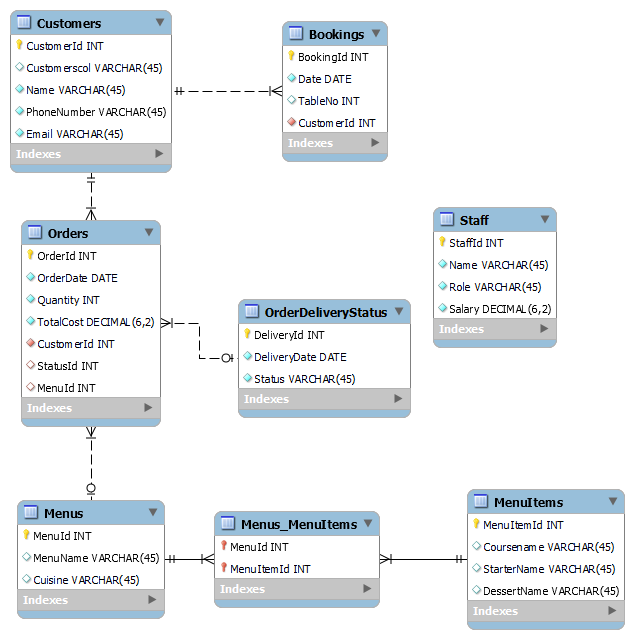 Customers
CustomerId INT
Customerscol VARCHAR(45)
Name VARCHAR(45)
PhoneNumber VARCHAR(45)
Email VARCHAR(45)
Indexes
Bookings
BookingId INT
Date DATE
TableNo INT
CustomerId INT
Indexes
Orders
OrderId INT
OrderDate DATE
Quantity INT
TotalCost DECIMAL(6,2)
CustomerId INT
StatusId INT
MenuId INT
Indexes
Staff
StaffId INT
Name VARCHAR(45)
Role VARCHAR(45)
Salary DECIMAL(6,2)
Indexes
OrderDeliveryStatus
DeliveryId INT
DeliveryDate DATE
Status VARCHAR(45)
Indexes
Menus
MenuId INT
MenuName VARCHAR(45)
Cuisine VARCHAR(45)
Indexes
Menus_MenuItems
MenuId INT
MenuItemId INT
Indexes
MenuItems
MenuItemId INT
Coursename VARCHAR(45)
StarterName VARCHAR(45)
DessertName VARCHAR(45)
Indexes